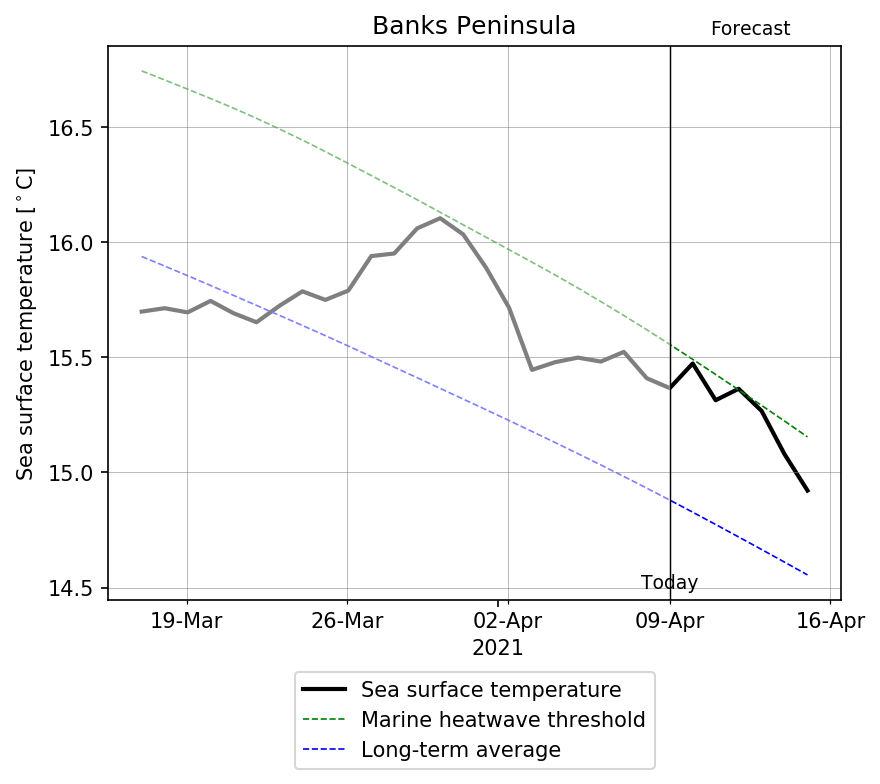 Banks Peninsula
Forecast
Sea surface temperature [°C]
16.5
16.0
15.5
15.0
14.5
Today
19-Mar
26-Mar
02-Apr
09-Apr
16-Apr
2021
Sea surface temperature
Marine heatwave threshold
Long-term average